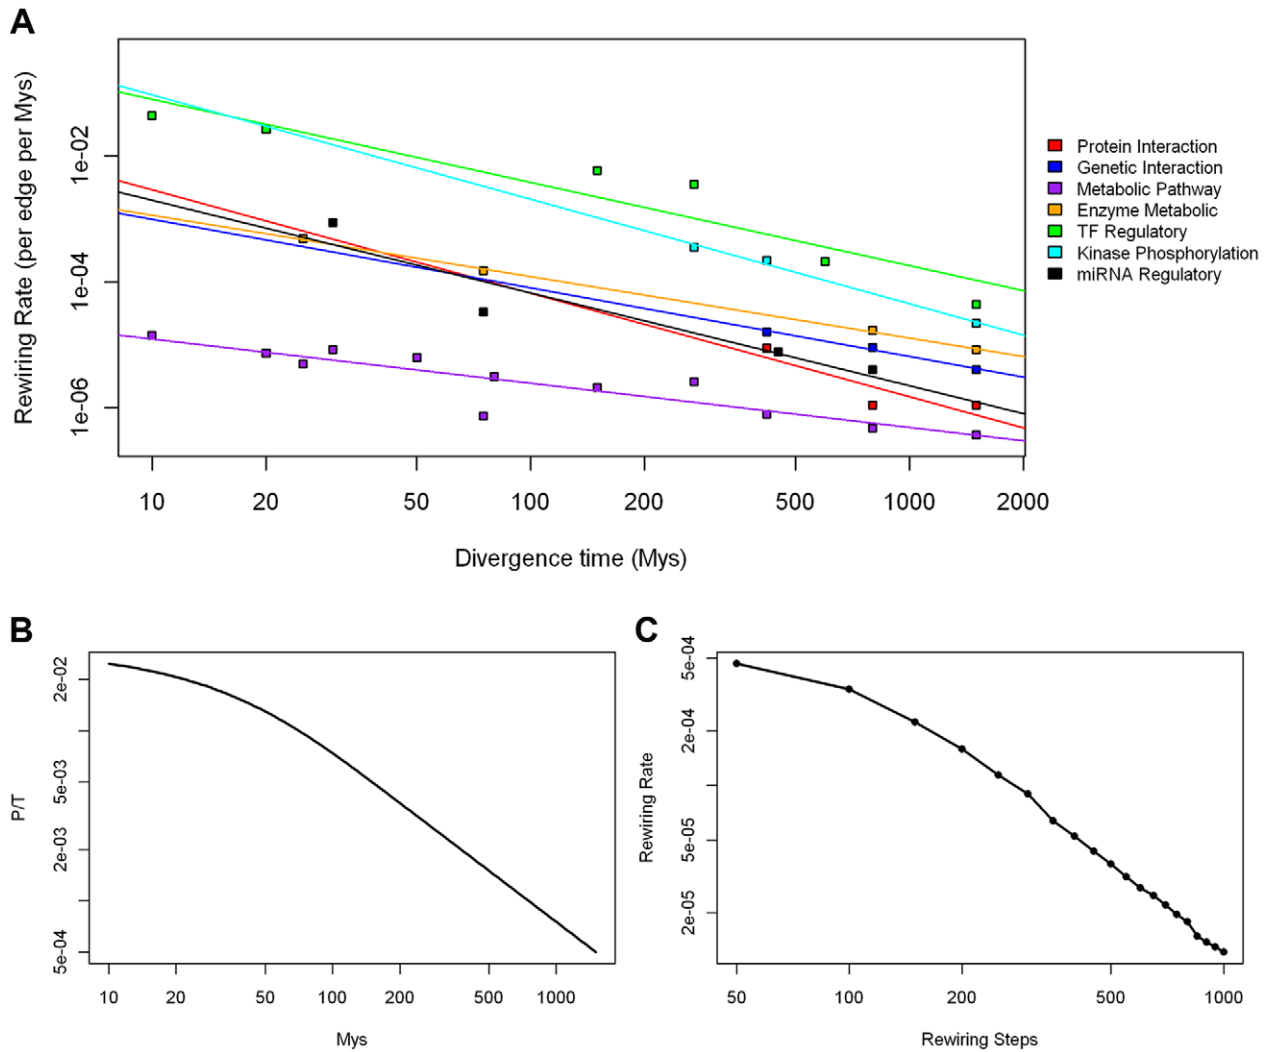 A
Rewiring Rate (per edge per Mys)
1e-02
1e-04
1e-06
10 20 50 100 200 500 1000 2000
Divergence time (Mys)
Protein Interaction
Genetic Interaction
Metabolic Pathway
Enzyme Metabolic
TF Regulatory
Kinase Phosphorylation
miRNA Regulatory
B
P/T
2e-02
5e-03
2e-03
5e-04
10 20 50 100 200 500 1000
Mys
C
Rewiring Rate
5e-04
2e-04
5e-05
2e-05
50 100 200 500 1000
Rewiring Steps